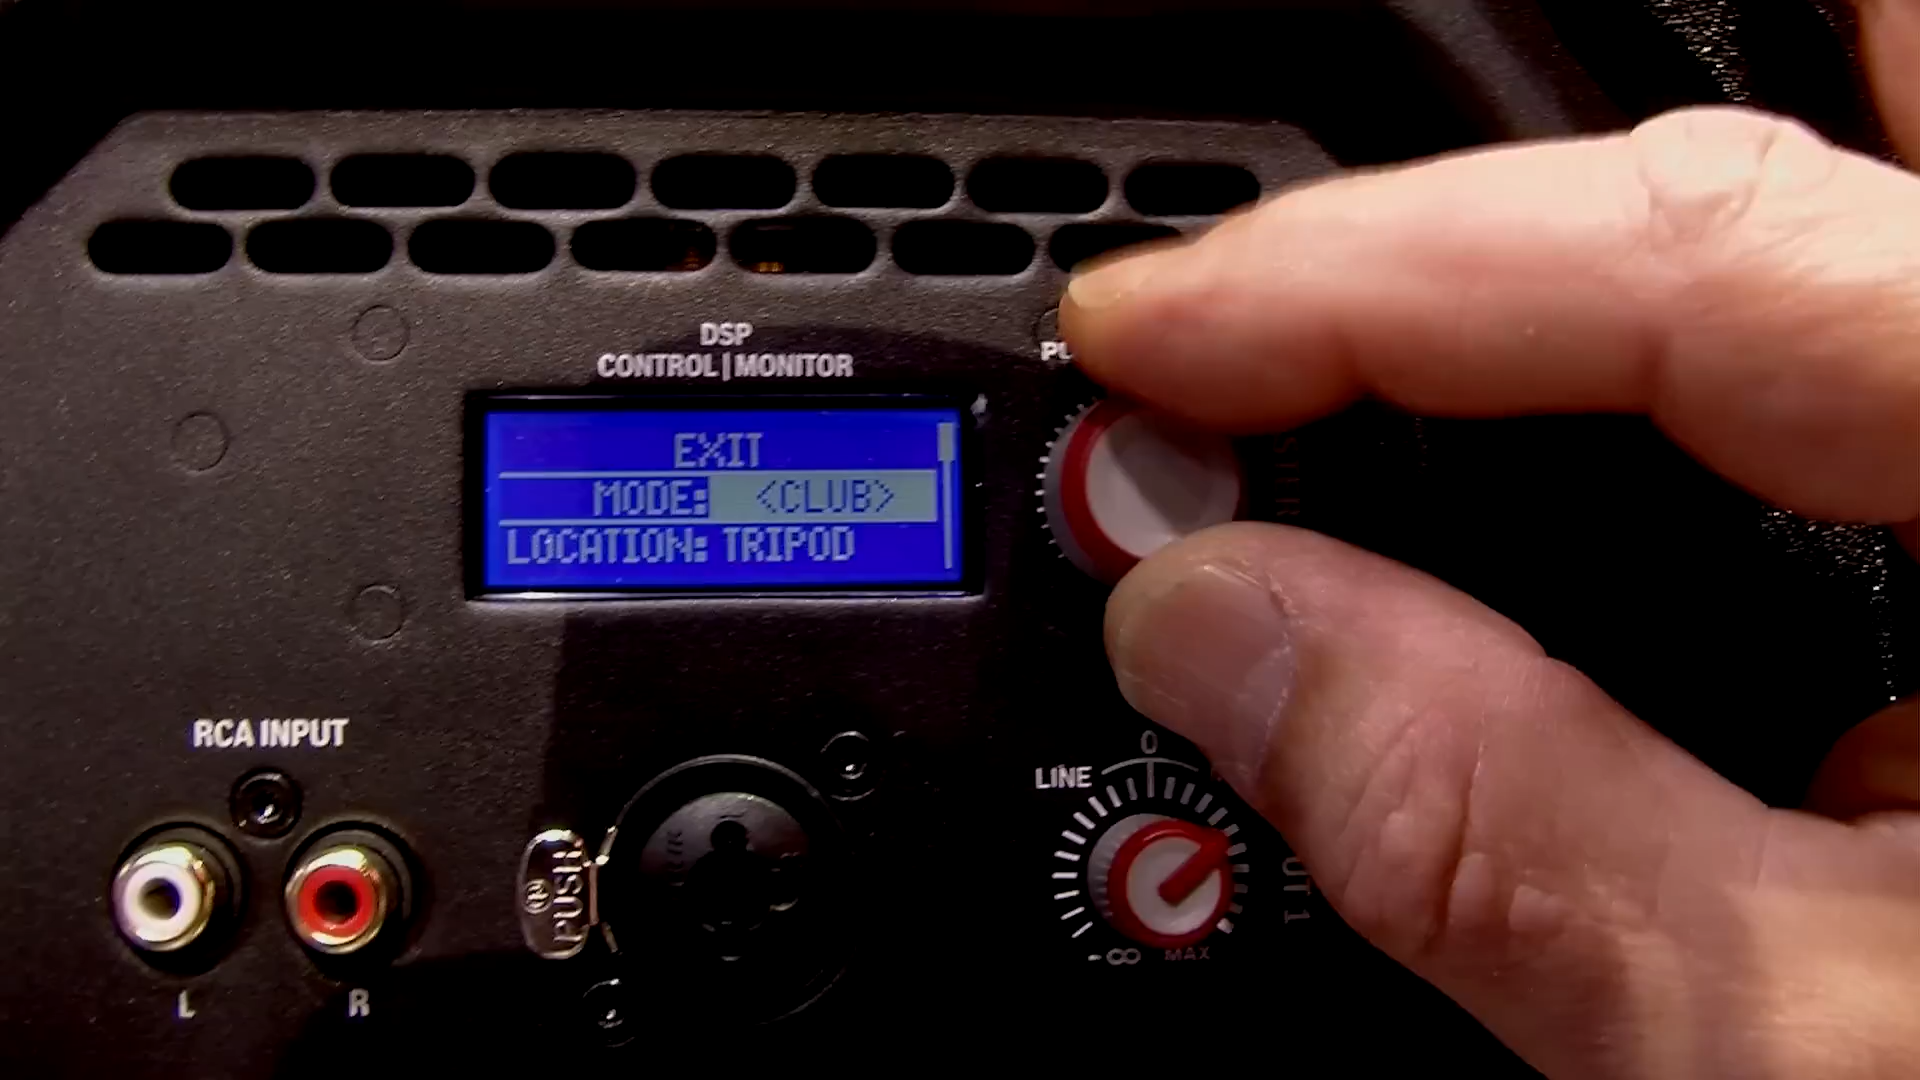 DSP
CONTROL | MONITOR
EXIT
MODE: <CLUB>
LOCATION: TRIPOD
RCA INPUT
L
R
PUSH
LINE
0
-∞
MAX